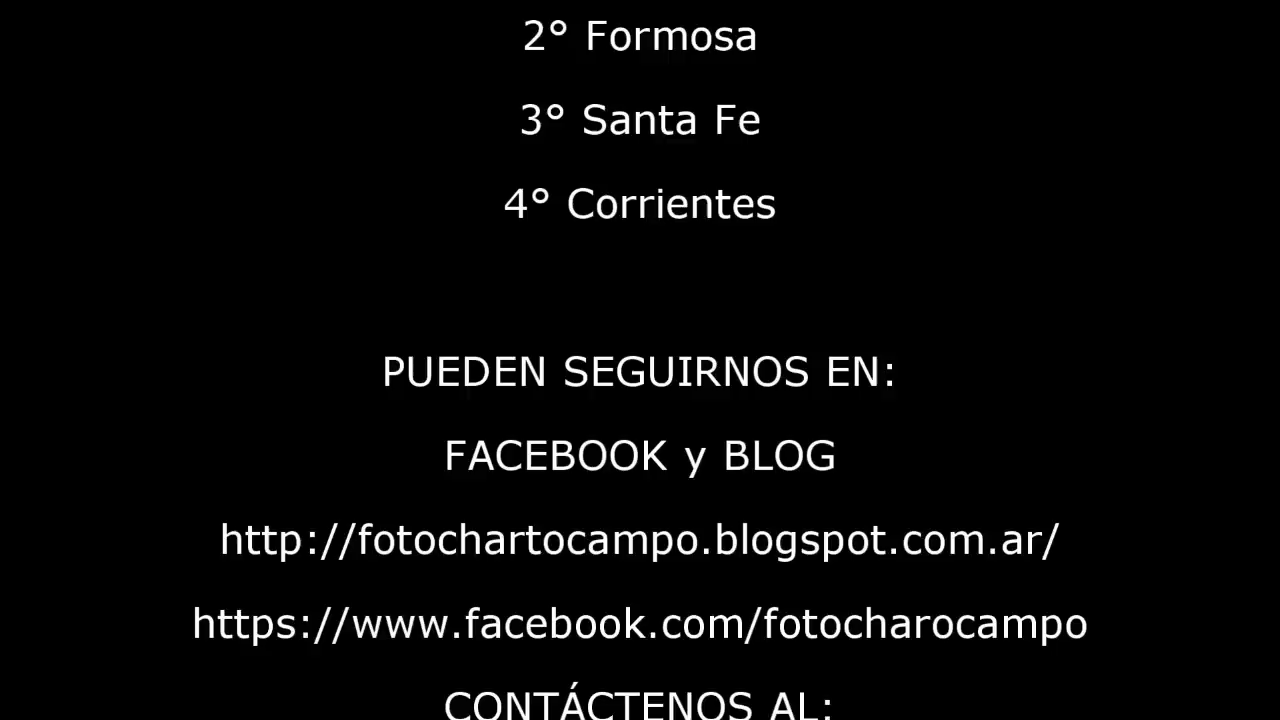 2° Formosa
3° Santa Fe
4° Corrientes
PUEDEN SEGUIRNOS EN:
FACEBOOK y BLOG
http://fotochartocampo.blogspot.com.ar/
https://www.facebook.com/fotocharocampo
CONTÁCTENOS AL: